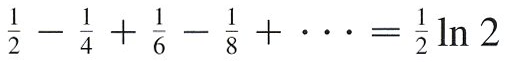 1/2 − 1/4 + 1/6 − 1/8 + · · · = 1/2 ln 2